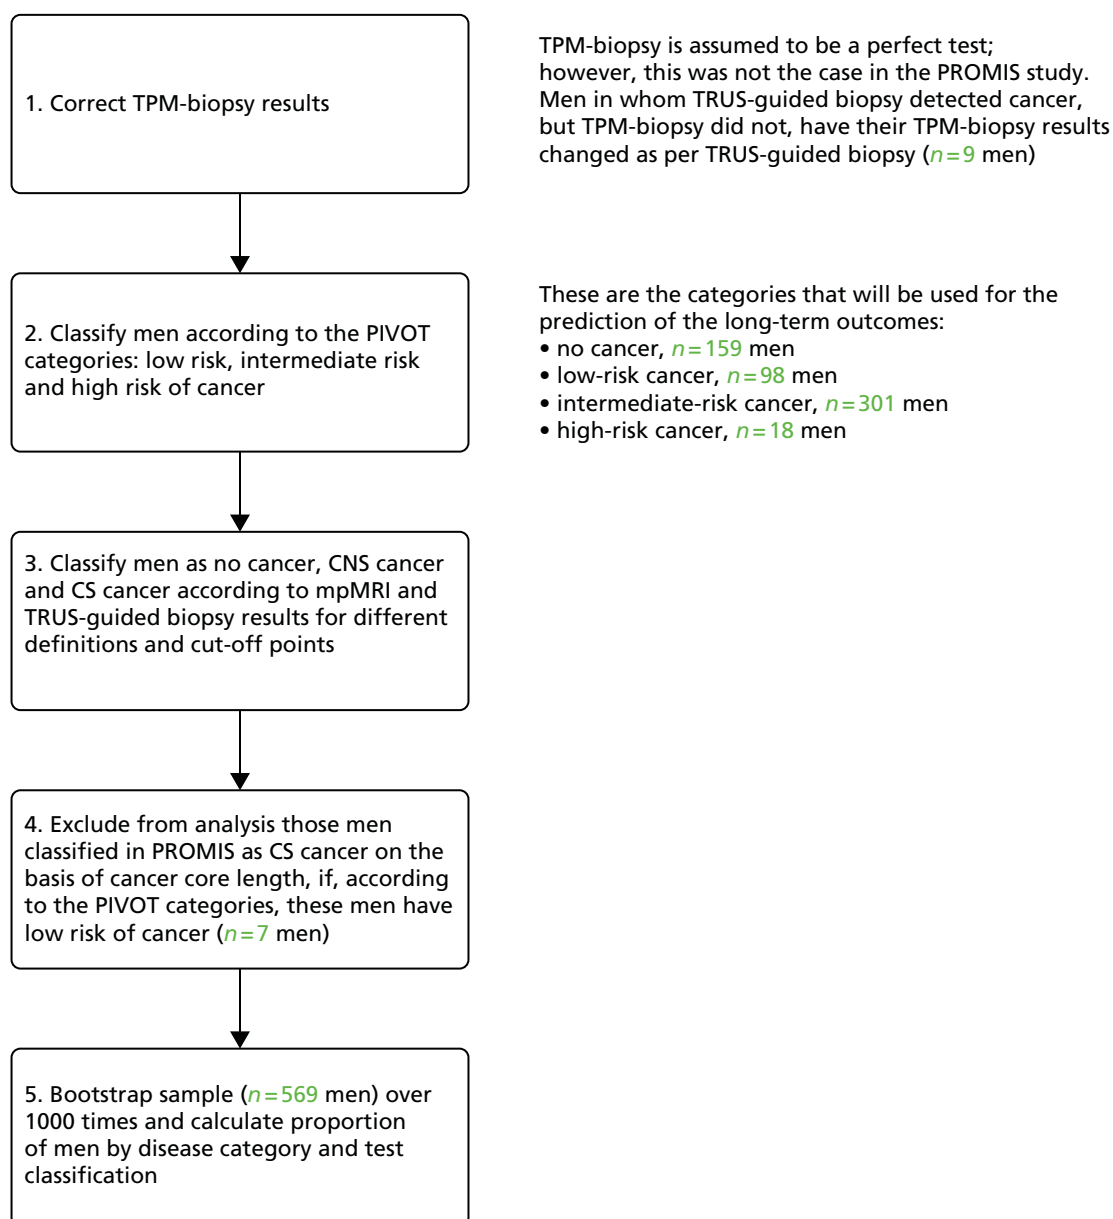 1. Correct TPM-biopsy results
TPM-biopsy is assumed to be a perfect test;
however, this was not the case in the PROMIS study.
Men in whom TRUS-guided biopsy detected cancer,
but TPM-biopsy did not, have their TPM-biopsy results
changed as per TRUS-guided biopsy (n=9 men)
2. Classify men according to the PIVOT
categories: low risk, intermediate risk
and high risk of cancer
These are the categories that will be used for the
prediction of the long-term outcomes:
• no cancer, n=159 men
• low-risk cancer, n=98 men
• intermediate-risk cancer, n=301 men
• high-risk cancer, n=18 men
3. Classify men as no cancer, CNS cancer
and CS cancer according to mpMRI and
TRUS-guided biopsy results for different
definitions and cut-off points
4. Exclude from analysis those men
classified in PROMIS as CS cancer on the
basis of cancer core length, if, according
to the PIVOT categories, these men have
low risk of cancer (n=7 men)
5. Bootstrap sample (n=569 men) over
1000 times and calculate proportion
of men by disease category and test
classification